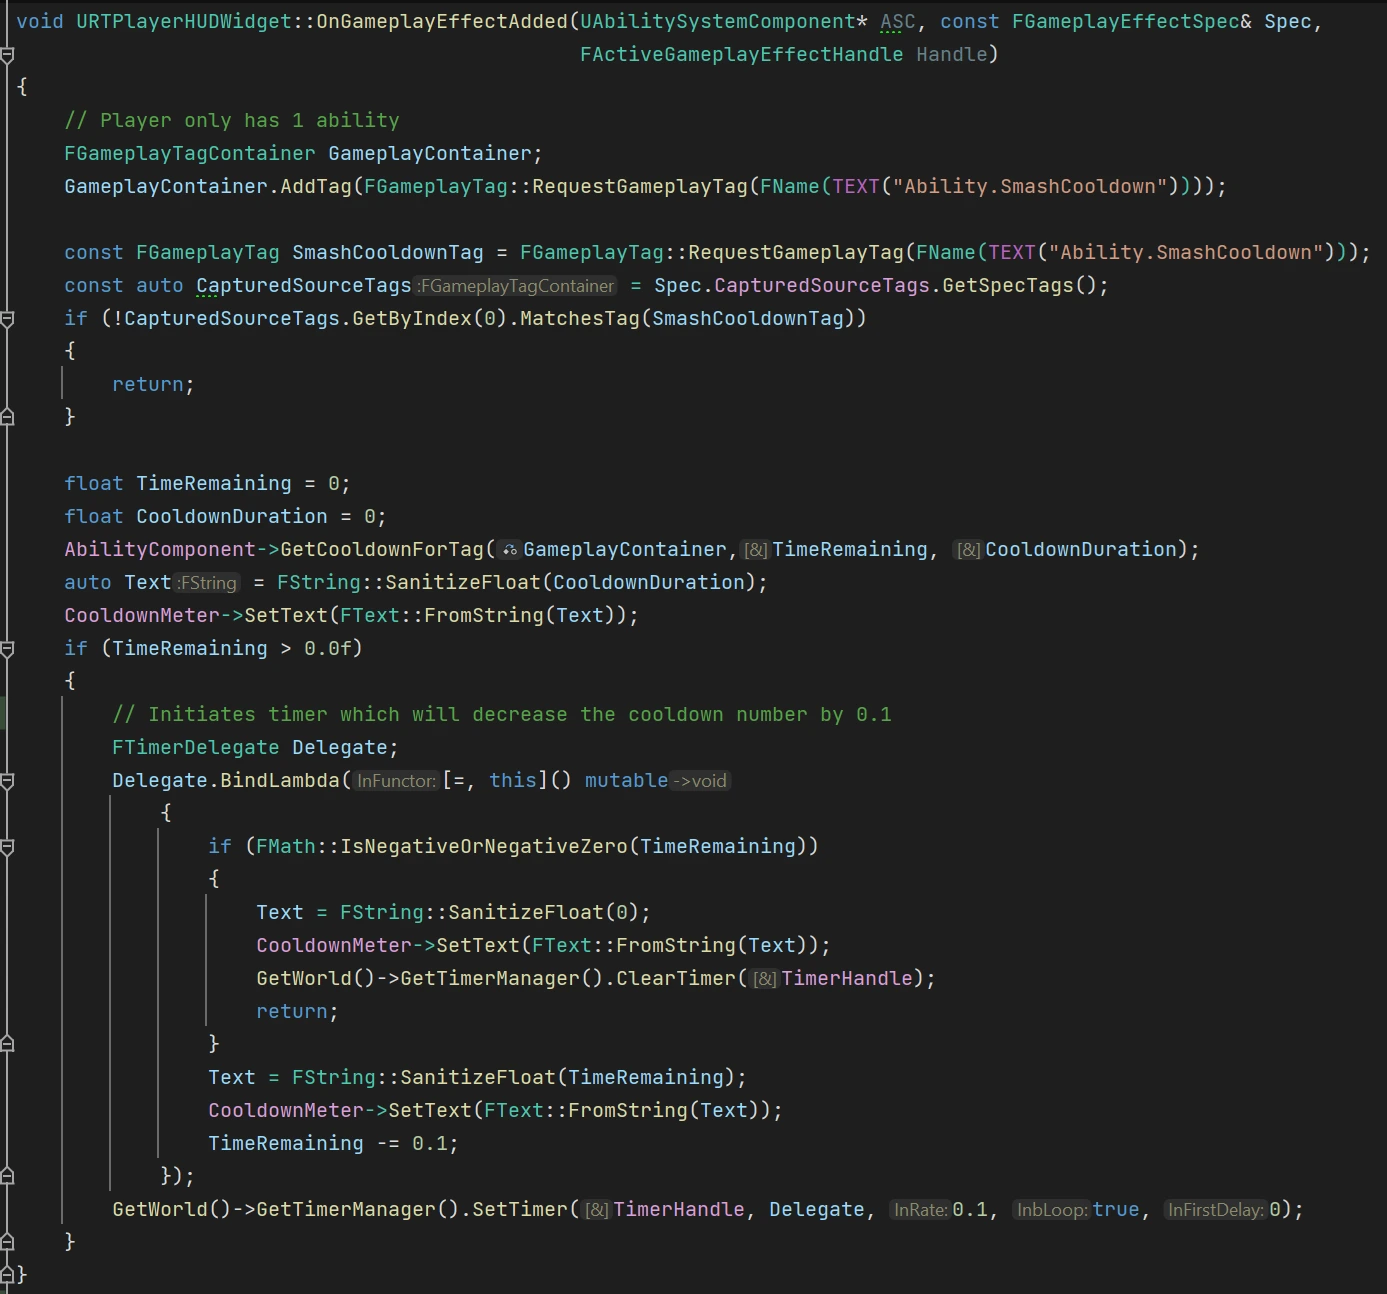 void URTPlayerHUDWidget::OnGameplayEffectAdded(UAbilitySystemComponent* ASC, const FGameplayEffectSpec& Spec,
FActiveGameplayEffectHandle Handle)
{
// Player only has 1 ability
FGameplayTagContainer GameplayContainer;
GameplayContainer.AddTag(FGameplayTag::RequestGameplayTag(FName(TEXT("Ability.SmashCooldown"))));
const FGameplayTag SmashCooldownTag = FGameplayTag::RequestGameplayTag(FName(TEXT("Ability.SmashCooldown")));
const auto CapturedSourceTags :FGameplayTagContainer = Spec.CapturedSourceTags.GetSpecTags();
if (!CapturedSourceTags.GetByIndex(0).MatchesTag(SmashCooldownTag))
{
return;
}
float TimeRemaining = 0;
float CooldownDuration = 0;
AbilityComponent->GetCooldownForTag(GameplayContainer, [&]TimeRemaining, [&]CooldownDuration);
auto Text :FString = FString::SanitizeFloat(CooldownDuration);
CooldownMeter->SetText(FText::FromString(Text));
if (TimeRemaining > 0.0f)
{
// Initiates timer which will decrease the cooldown number by 0.1
FTimerDelegate Delegate;
Delegate.BindLambda( InFunctor: [=, this]() mutable ->void
{
if (FMath::IsNegativeOrNegativeZero(TimeRemaining))
{
Text = FString::SanitizeFloat(0);
CooldownMeter->SetText(FText::FromString(Text));
GetWorld()->GetTimerManager().ClearTimer( [&]TimerHandle);
return;
}
Text = FString::SanitizeFloat(TimeRemaining);
CooldownMeter->SetText(FText::FromString(Text));
TimeRemaining -= 0.1;
});
GetWorld()->GetTimerManager().SetTimer( [&]TimerHandle, Delegate, InRate: 0.1, InbLoop: true, InFirstDelay: 0);
}
}